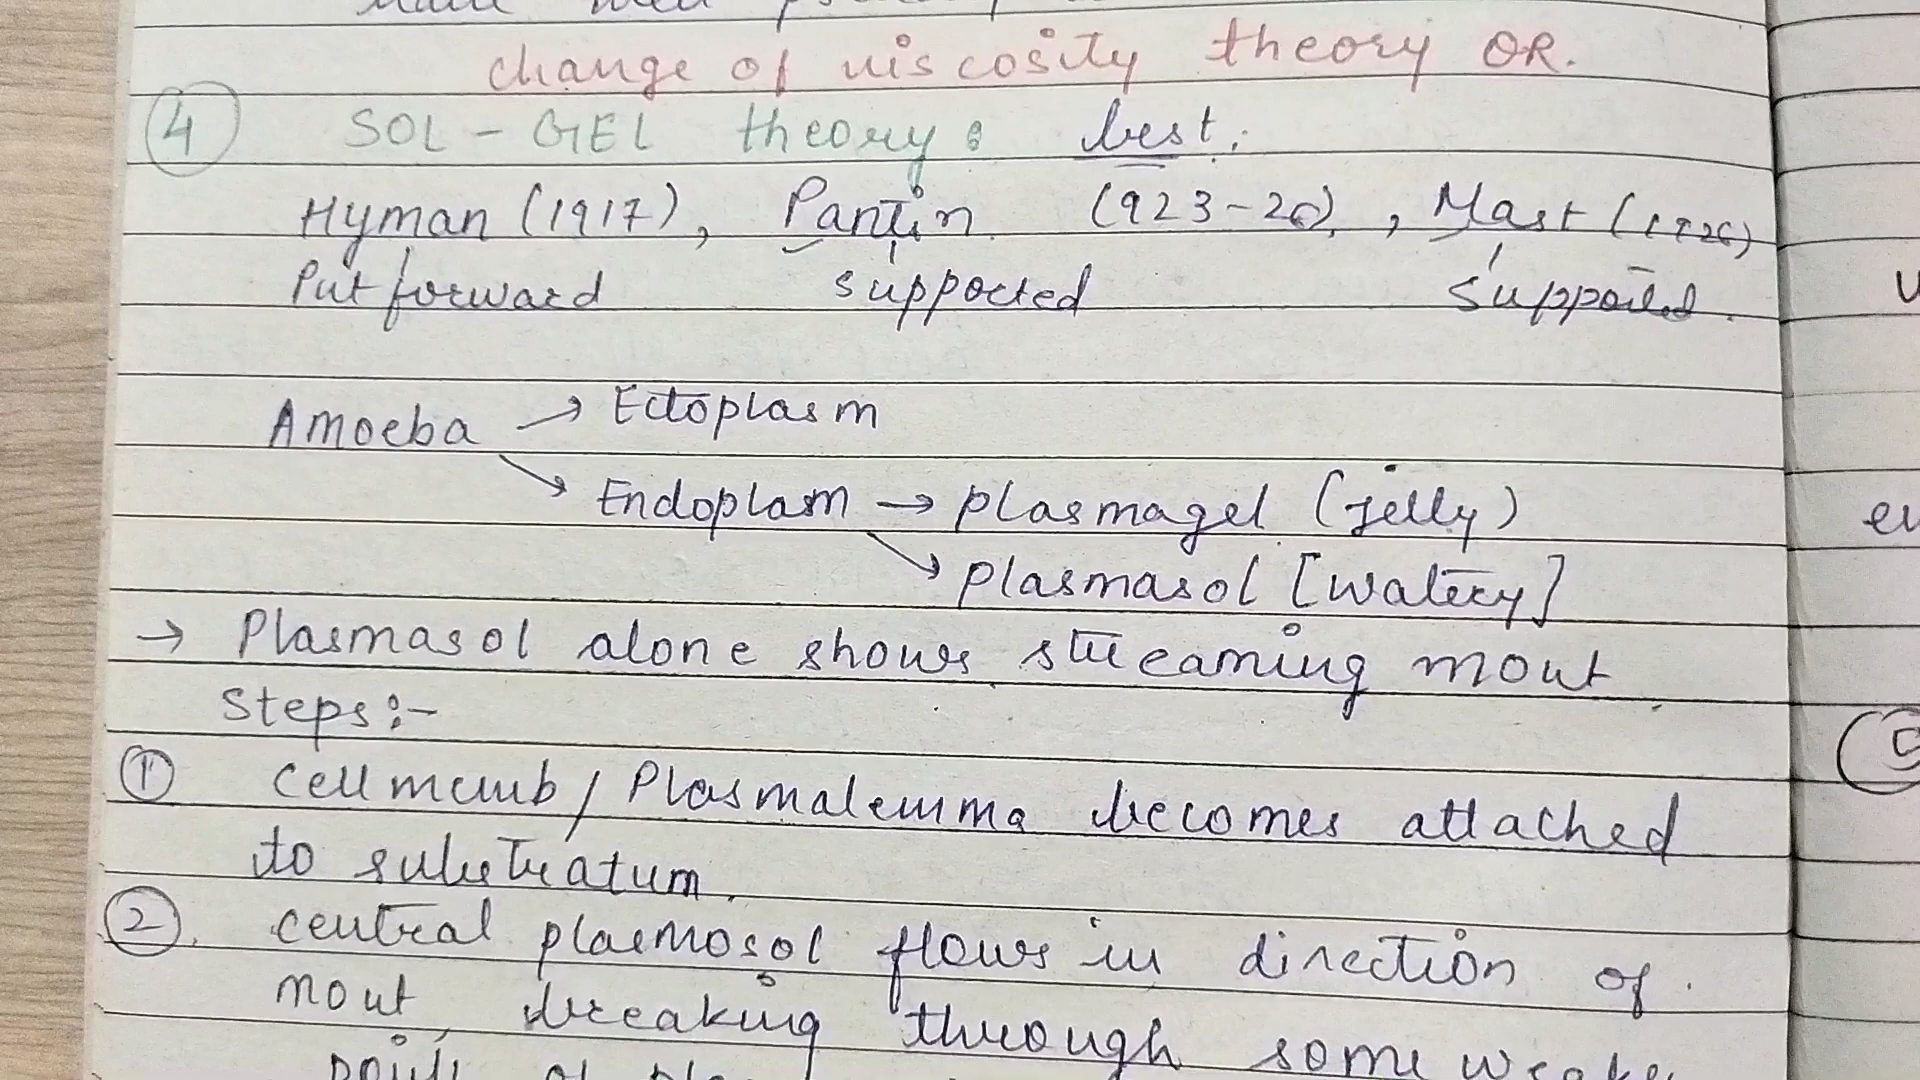 change of viscosity theory OR.
④ SOL-GEL theory: best.
Hyman (1917), Pantin (923-26), Mast (1926)
Put forward supported supported.
Amoeba → Ectoplasm
→ Endoplam → plasmagel (jelly)
→ plasmasol [watery]
→ Plasmasol alone shows streaming movt.
Steps:-
① cell memb/Plasmalemma becomes attached
to substratum.
②. central plasmosol flows in direction of
movt, breaking through some weake